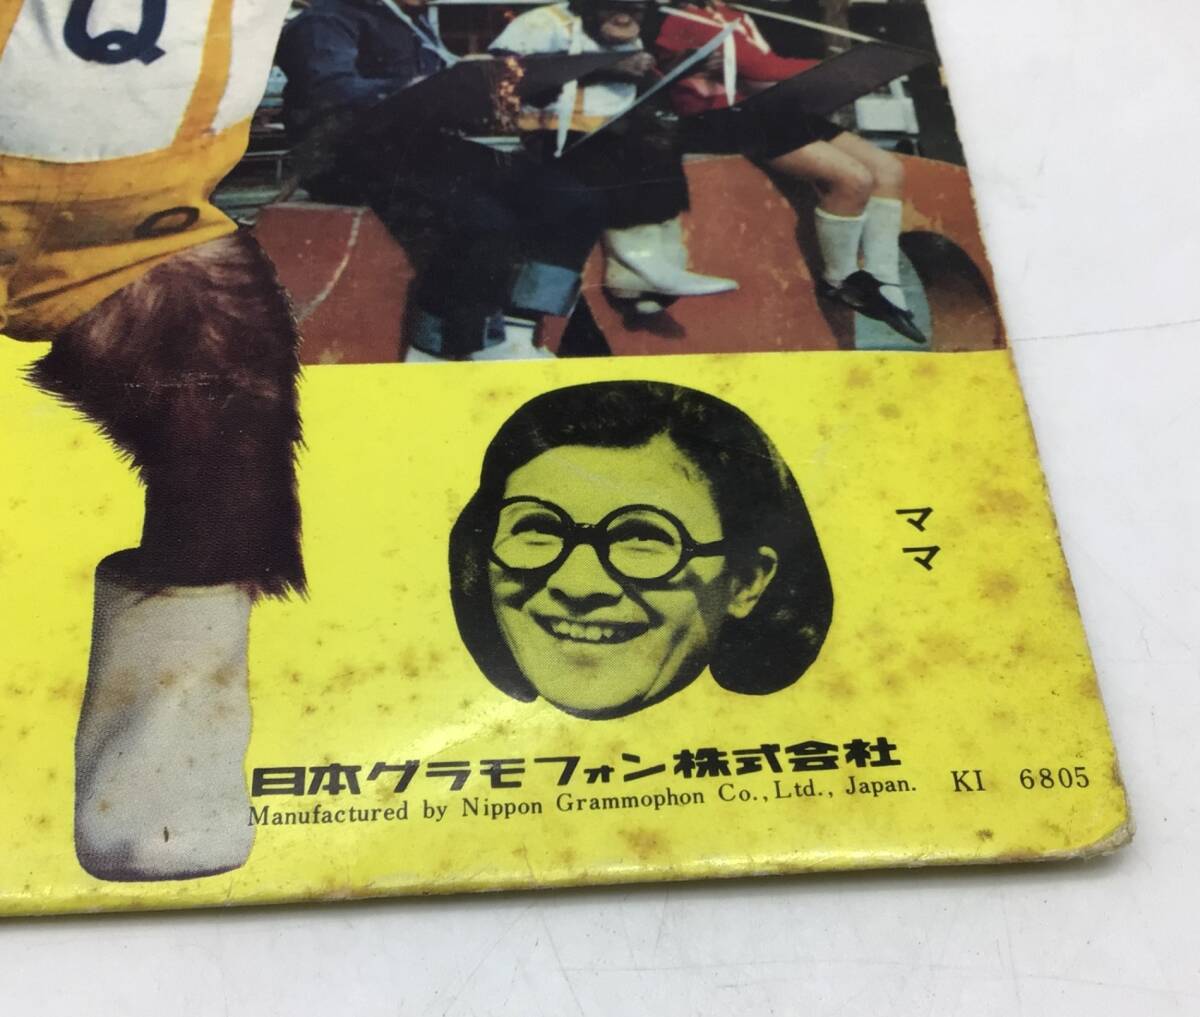 Q
ママ
日本グラモフォン株式会社
Manufactured by Nippon Grammophon Co., Ltd., Japan. KI 6805